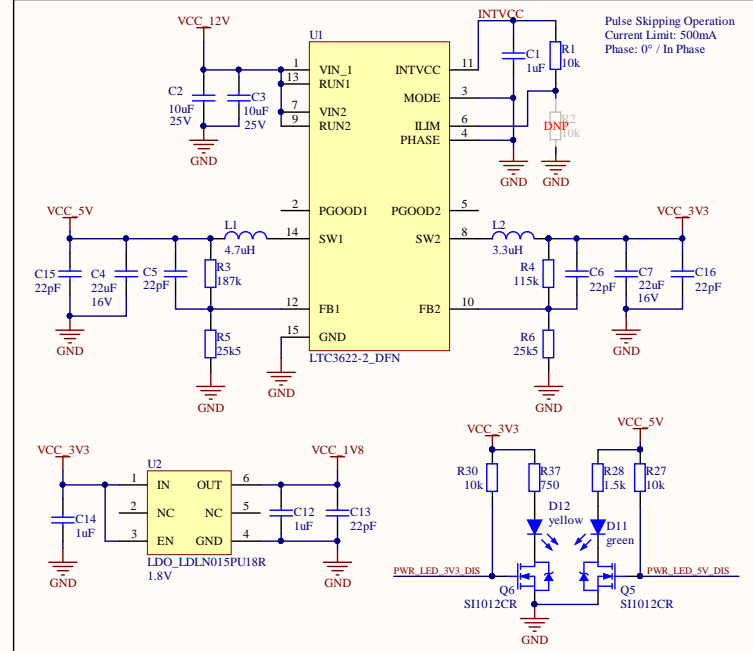 VCC_12V
INTVCC
Pulse Skipping Operation
Current Limit: 500mA
Phase: 0° / In Phase
U1
1 VIN_1
13 RUN1
7 VIN2
9 RUN2
INTVCC 11
MODE 3
ILIM 6
PHASE 4
C2
10uF
25V
C3
10uF
25V
GND
C1
1uF
R1
10k
R2
DNP
10k
GND
GND
2 PGOOD1
PGOOD2 5
14 SW1
SW2 8
12 FB1
FB2 10
15 GND
LTC3622-2_DFN
VCC_5V
L1
4.7uH
C15
22pF
C4
22uF
16V
C5
22pF
R3
187k
R5
25k5
GND
GND
GND
VCC_3V3
L2
3.3uH
R4
115k
C6
22pF
C7
22uF
16V
C16
22pF
R6
25k5
GND
GND
VCC_3V3
U2
VCC_1V8
1 IN
OUT 6
2 NC
NC 5
3 EN
GND 4
C14
1uF
C12
1uF
C13
22pF
LDO_LDLN015PU18R
1.8V
GND
GND
VCC_3V3
VCC_5V
R30
10k
R37
750
R28
1.5k
R27
10k
D12
yellow
D11
green
PWR_LED_3V3_DIS
PWR_LED_5V_DIS
Q6
SI1012CR
Q5
SI1012CR
GND